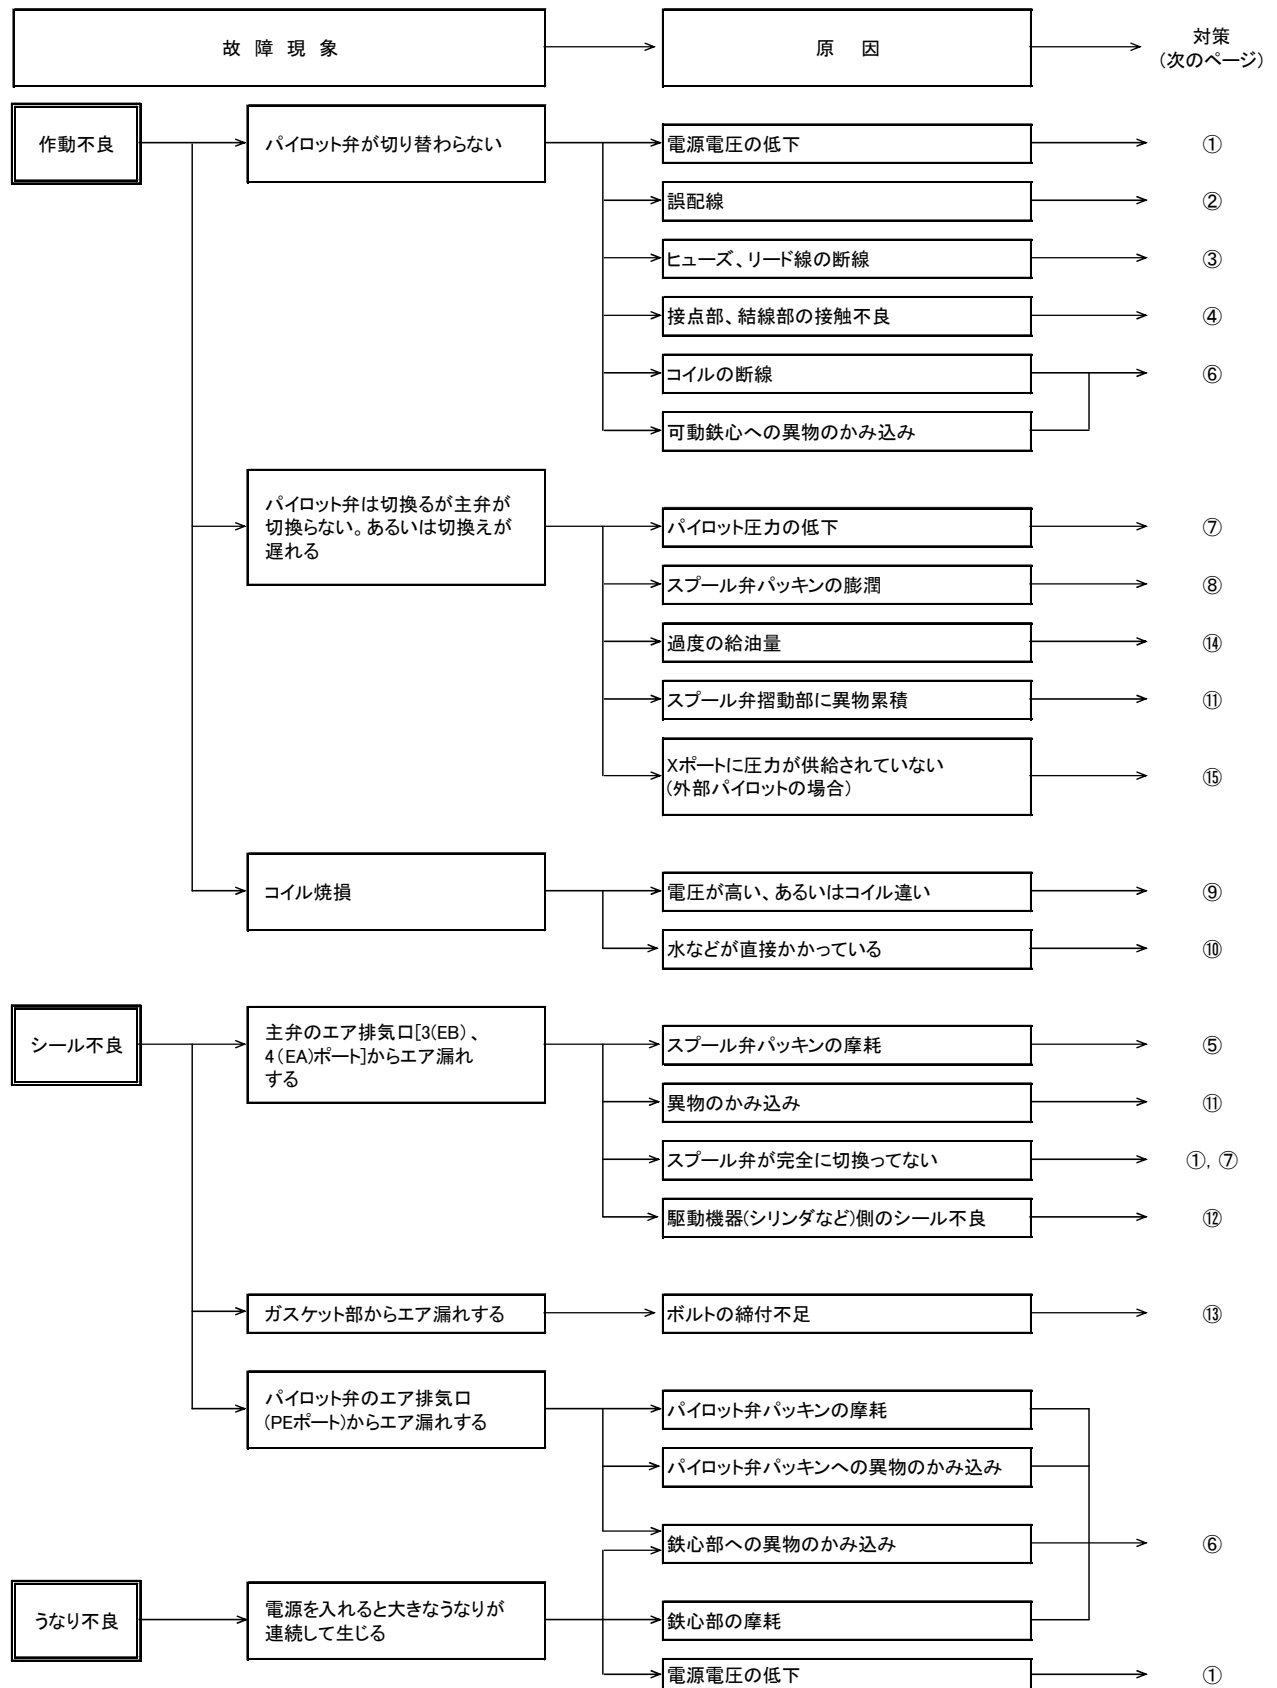 故 障 現 象
原 因
対策
(次のページ)
作動不良
パイロット弁が切り替わらない
電源電圧の低下
①
誤配線
②
ヒューズ、リード線の断線
③
接点部、結線部の接触不良
④
コイルの断線
⑥
可動鉄心への異物のかみ込み
パイロット弁は切換るが主弁が
切換らない。あるいは切換えが
遅れる
パイロット圧力の低下
⑦
スプール弁パッキンの膨潤
⑧
過度の給油量
⑭
スプール弁摺動部に異物累積
⑪
Xポートに圧力が供給されていない
(外部パイロットの場合)
⑮
コイル焼損
電圧が高い、あるいはコイル違い
⑨
水などが直接かかっている
⑩
シール不良
主弁のエア排気口[3(EB)、
4(EA)ポート]からエア漏れ
する
スプール弁パッキンの摩耗
⑤
異物のかみ込み
⑪
スプール弁が完全に切換ってない
①, ⑦
駆動機器(シリンダなど)側のシール不良
⑫
ガスケット部からエア漏れする
ボルトの締付不足
⑬
パイロット弁のエア排気口
(PEポート)からエア漏れする
パイロット弁パッキンの摩耗
パイロット弁パッキンへの異物のかみ込み
鉄心部への異物のかみ込み
⑥
うなり不良
電源を入れると大きなうなりが
連続して生じる
鉄心部の摩耗
電源電圧の低下
①